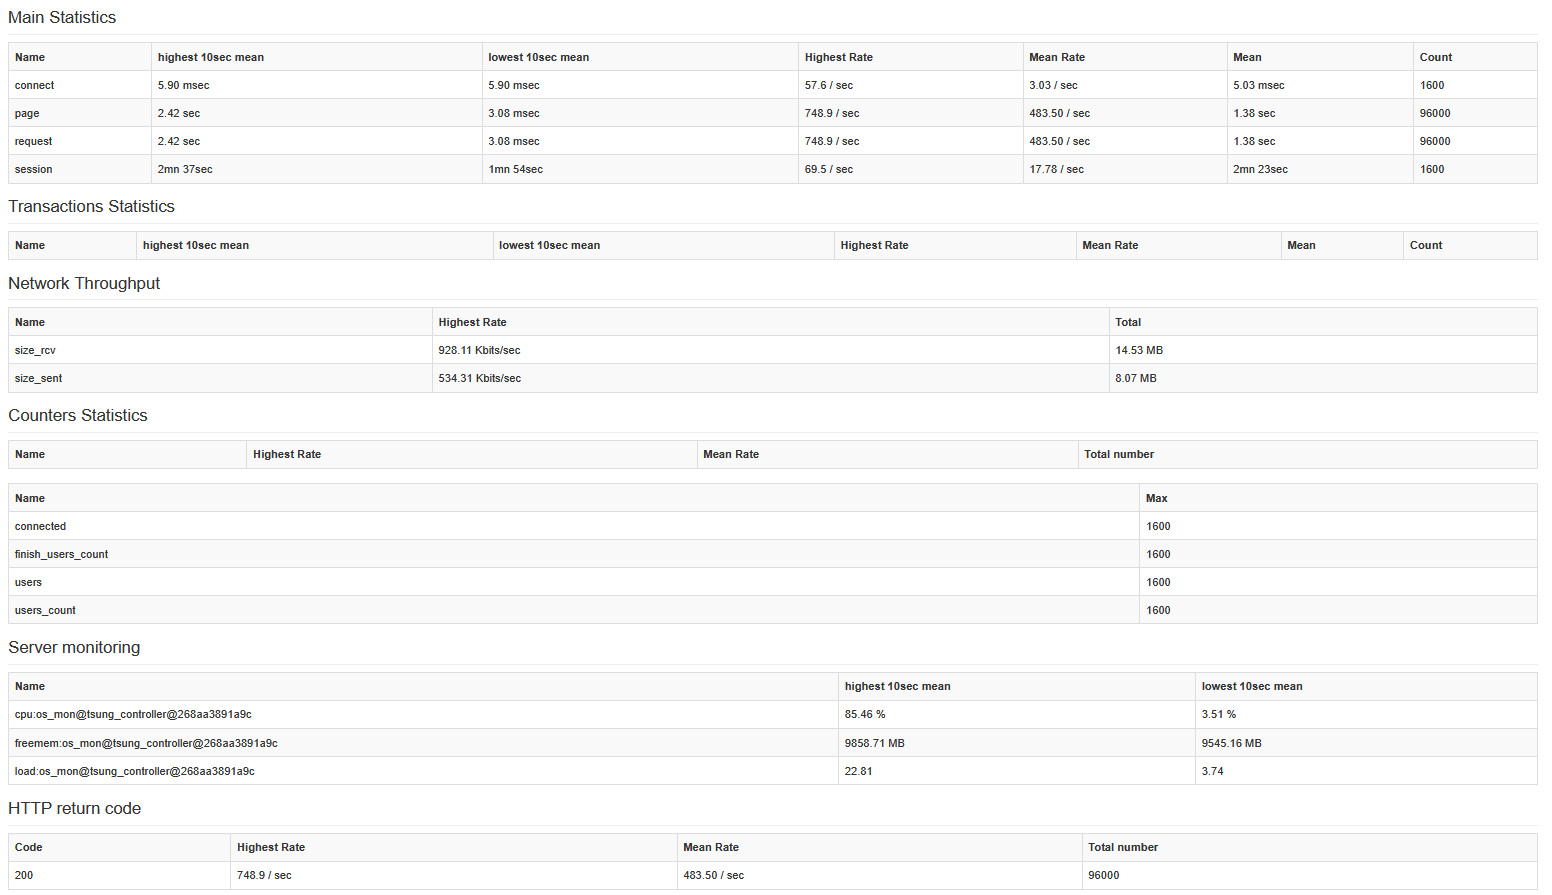 Main Statistics
Name highest 10sec mean lowest 10sec mean Highest Rate Mean Rate Mean Count
connect 5.90 msec 5.90 msec 57.6 / sec 3.03 / sec 5.03 msec 1600
page 2.42 sec 3.08 msec 748.9 / sec 483.50 / sec 1.38 sec 96000
request 2.42 sec 3.08 msec 748.9 / sec 483.50 / sec 1.38 sec 96000
session 2mn 37sec 1mn 54sec 69.5 / sec 17.78 / sec 2mn 23sec 1600
Transactions Statistics
Name highest 10sec mean lowest 10sec mean Highest Rate Mean Rate Mean Count
Network Throughput
Name Highest Rate Total
size_rcv 928.11 Kbits/sec 14.53 MB
size_sent 534.31 Kbits/sec 8.07 MB
Counters Statistics
Name Highest Rate Mean Rate Total number
Name Max
connected 1600
finish_users_count 1600
users 1600
users_count 1600
Server monitoring
Name highest 10sec mean lowest 10sec mean
cpu:os_mon@tsung_controller@268aa3891a9c 85.46 % 3.51 %
freemem:os_mon@tsung_controller@268aa3891a9c 9858.71 MB 9545.16 MB
load:os_mon@tsung_controller@268aa3891a9c 22.81 3.74
HTTP return code
Code Highest Rate Mean Rate Total number
200 748.9 / sec 483.50 / sec 96000